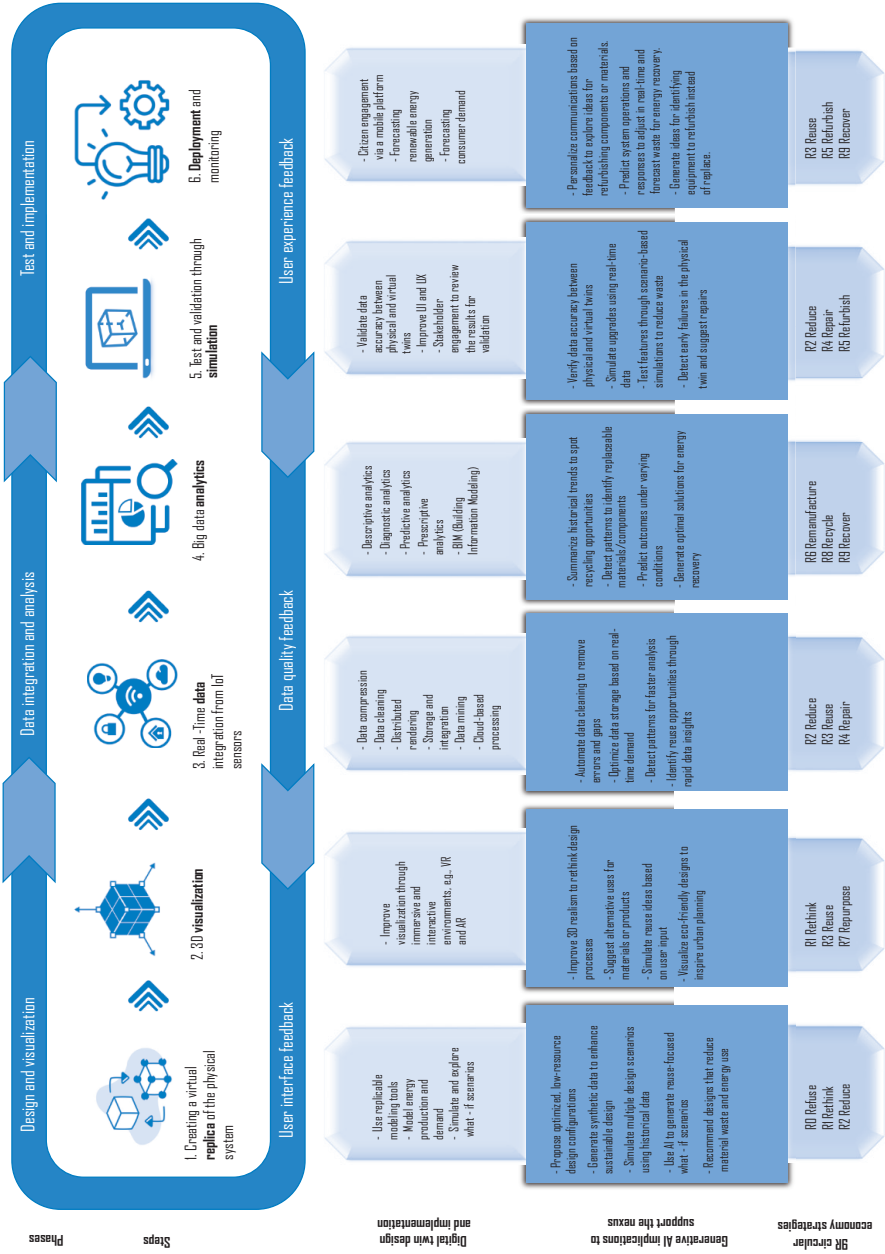 Phases
Design and visualization
Data integration and analysis
Test and implementation
Steps
1. Creating a virtual
replica of the physical
system
2. 3D visualization
3. Real -Time data
integration from IoT
sensors
4. Big data analytics
5. Test and validation through
simulation
6. Deployment and
monitoring
User interface feedback
Data quality feedback
User experience feedback
Digital twin design
and implementation
- Use replicable
modeling tools
- Model energy
production and
demand
- Simulate and explore
what - if scenarios
- Improve
visualization through
immersive and
interactive
environments, e.g., VR
and AR
- Data compression
- Data cleaning
- Distributed
rendering
- Storage and
integration
- Data mining
- Cloud-based
processing
- Descriptive analytics
- Diagnostic analytics
- Predictive analytics
- Prescriptive
analytics
- BIM (Building
Information Modeling)
- Validate data
accuracy between
physical and virtual
twins
- Improve UI and UX
- Stakeholder
engagement to review
the results for
validation
- Citizen engagement
via a mobile platform
- Forecasting
renewable energy
generation
- Forecasting
consumer demand
Generative AI implications to
support the nexus
- Propose optimized, low-resource
design configurations
- Generate synthetic data to enhance
sustainable design
- Simulate multiple design scenarios
using historical data
- Use AI to generate reuse-focused
what - if scenarios
- Recommend designs that reduce
material waste and energy use
- Improve 3D realism to rethink design
processes
- Suggest alternative uses for
materials or products
- Simulate reuse ideas based
on user input
- Visualize eco-friendly designs to
inspire urban planning
- Automate data cleaning to remove
errors and gaps
- Optimize data storage based on real-
time demand
- Detect patterns for faster analysis
- Identify reuse opportunities through
rapid data insights
- Summarize historical trends to spot
recycling opportunities
- Detect patterns to identify replaceable
materials/components
- Predict outcomes under varying
conditions
- Generate optimal solutions for energy
recovery
- Verify data accuracy between
physical and virtual twins
- Simulate upgrades using real-time
data
- Test features through scenario-based
simulations to reduce waste
- Detect early failures in the physical
twin and suggest repairs
- Personalize communications based on
feedback to explore ideas for
refurbishing components or materials.
- Predict system operations and
responses to adjust in real-time and
forecast waste for energy recovery.
- Generate ideas for identifying
equipment to refurbish instead
of replace.
9R circular
economy strategies
R0 Refuse
R1 Rethink
R2 Reduce
R1 Rethink
R3 Reuse
R7 Repurpose
R2 Reduce
R3 Reuse
R4 Repair
R6 Remanufacture
R8 Recycle
R9 Recover
R2 Reduce
R4 Repair
R5 Refurbish
R3 Reuse
R5 Refurbish
R9 Recover